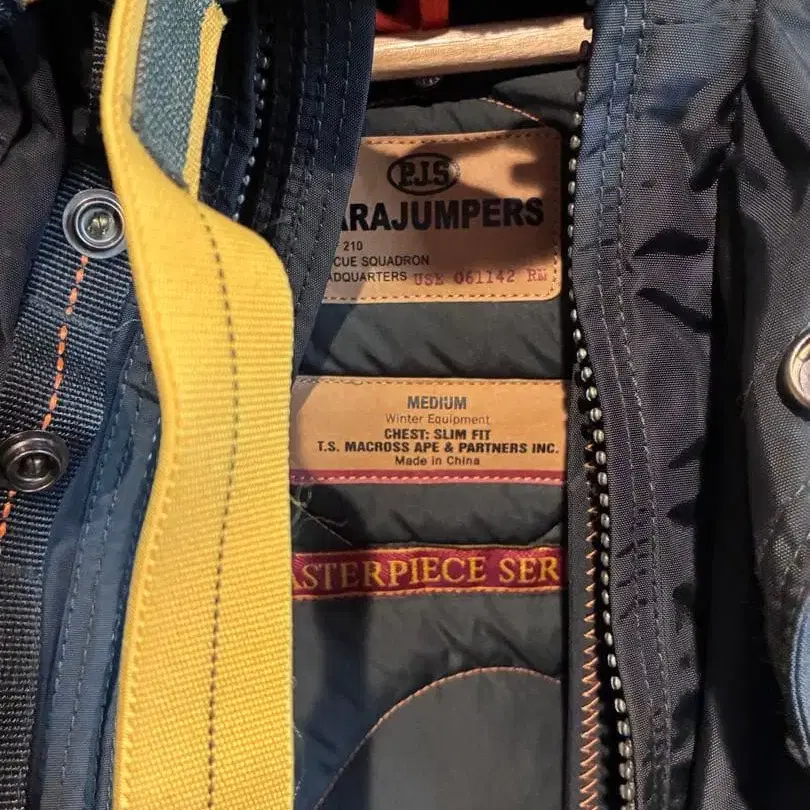 P.J.S
ARAJUMPERS
210
CUE SQUADRON
ADQUARTERS USE 061142 RM
MEDIUM
Winter Equipment
CHEST: SLIM FIT
T.S. MACROSS APE & PARTNERS INC.
Made in China
ASTERPIECE SER